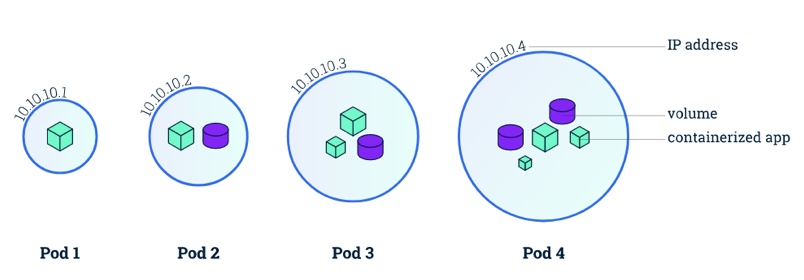 10.10.10.1
10.10.10.2
10.10.10.3
10.10.10.4
IP address
volume
containerized app
Pod 1
Pod 2
Pod 3
Pod 4